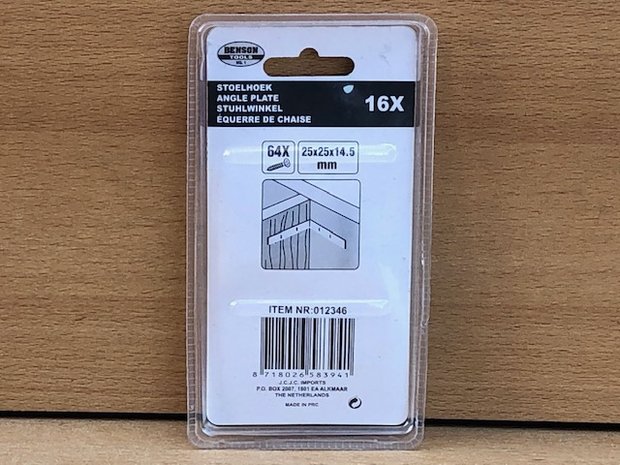 BENSON
TOOLS
STOELHOEK
ANGLE PLATE
STUHLWINKEL
ÉQUERRE DE CHAISE
16X
64X
25x25x14.5
mm
ITEM NR:012346
8 718026 583941
J.C.J.C. IMPORTS
P.O. BOX 2007, 1801 EA ALKMAAR
THE NETHERLANDS
MADE IN PRC